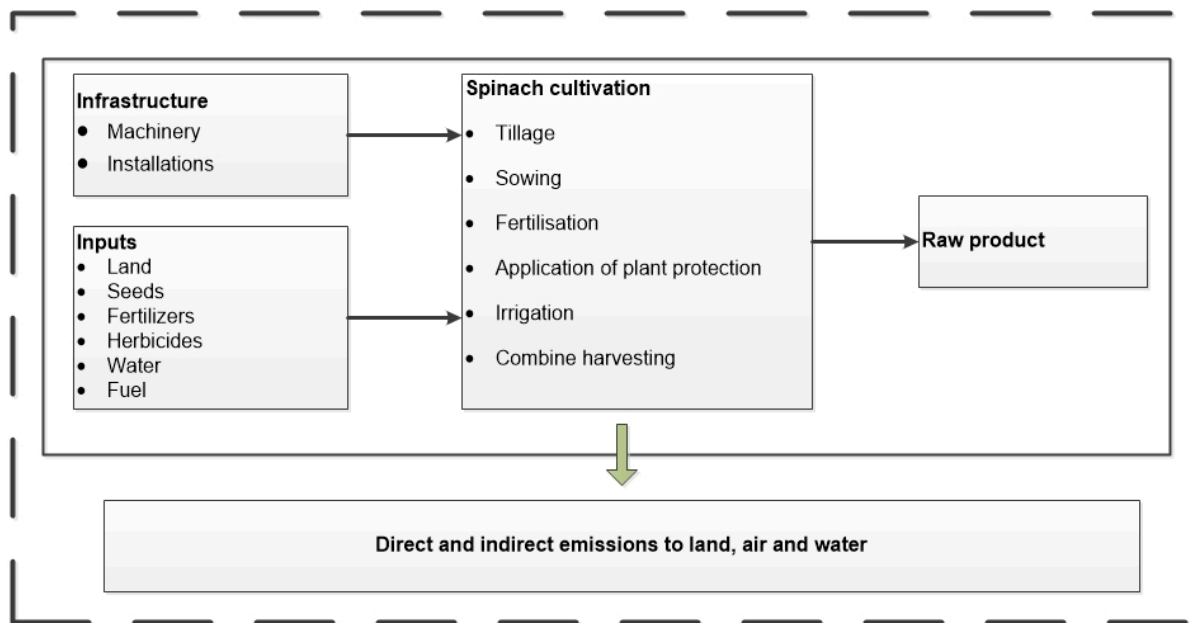 Infrastructure
● Machinery
● Installations
Inputs
• Land
• Seeds
• Fertilizers
• Herbicides
• Water
• Fuel
Spinach cultivation
• Tillage
• Sowing
• Fertilisation
• Application of plant protection
• Irrigation
• Combine harvesting
Raw product
Direct and indirect emissions to land, air and water